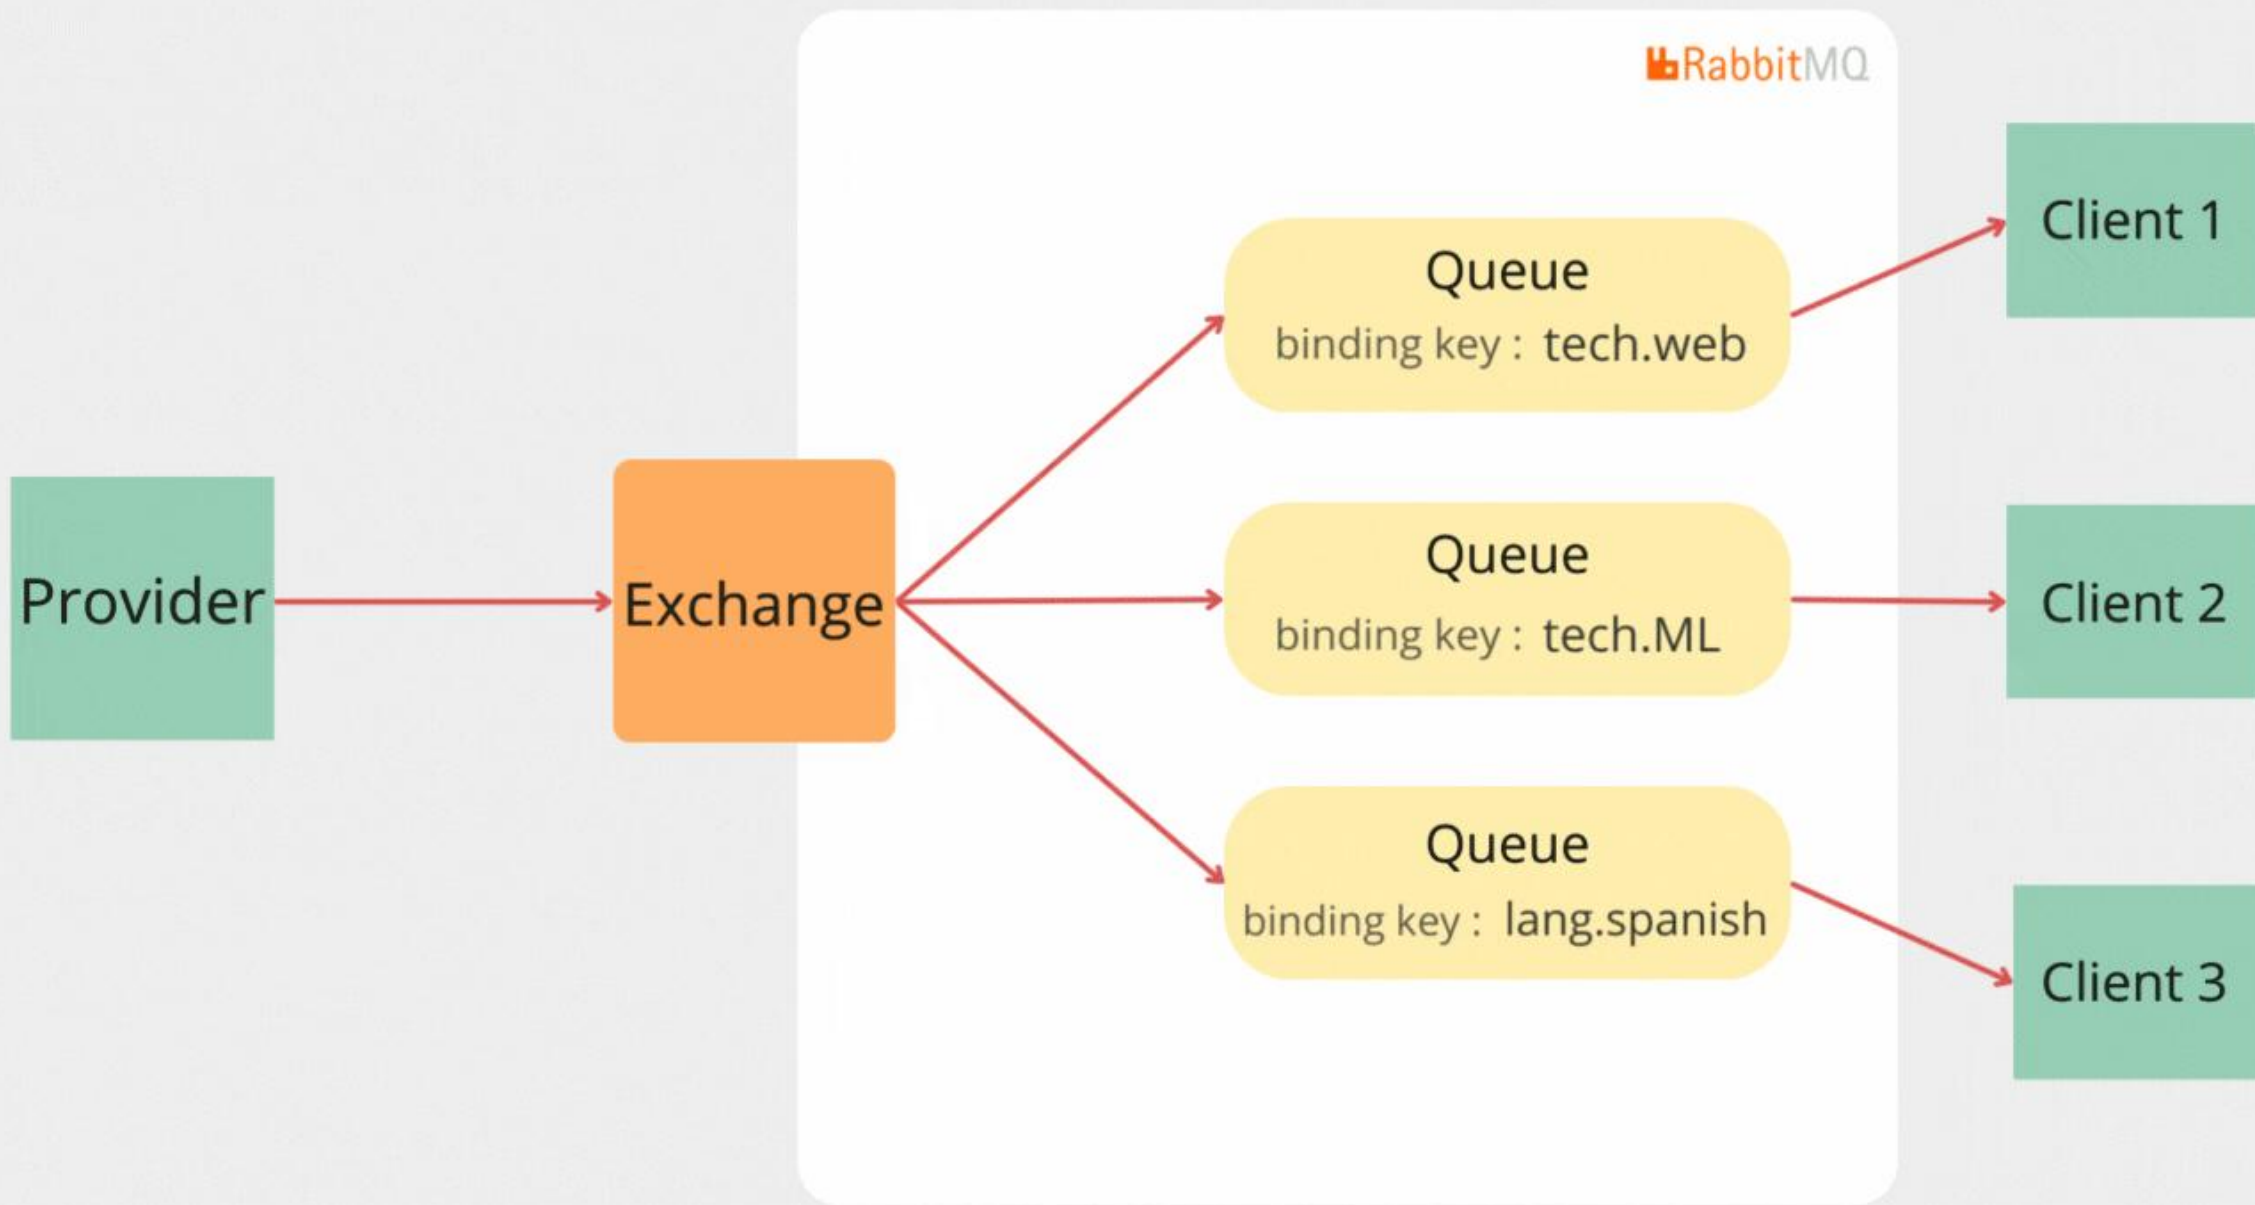 RabbitMQ
Provider
Exchange
Queue
binding key : tech.web
Queue
binding key : tech.ML
Queue
binding key : lang.spanish
Client 1
Client 2
Client 3